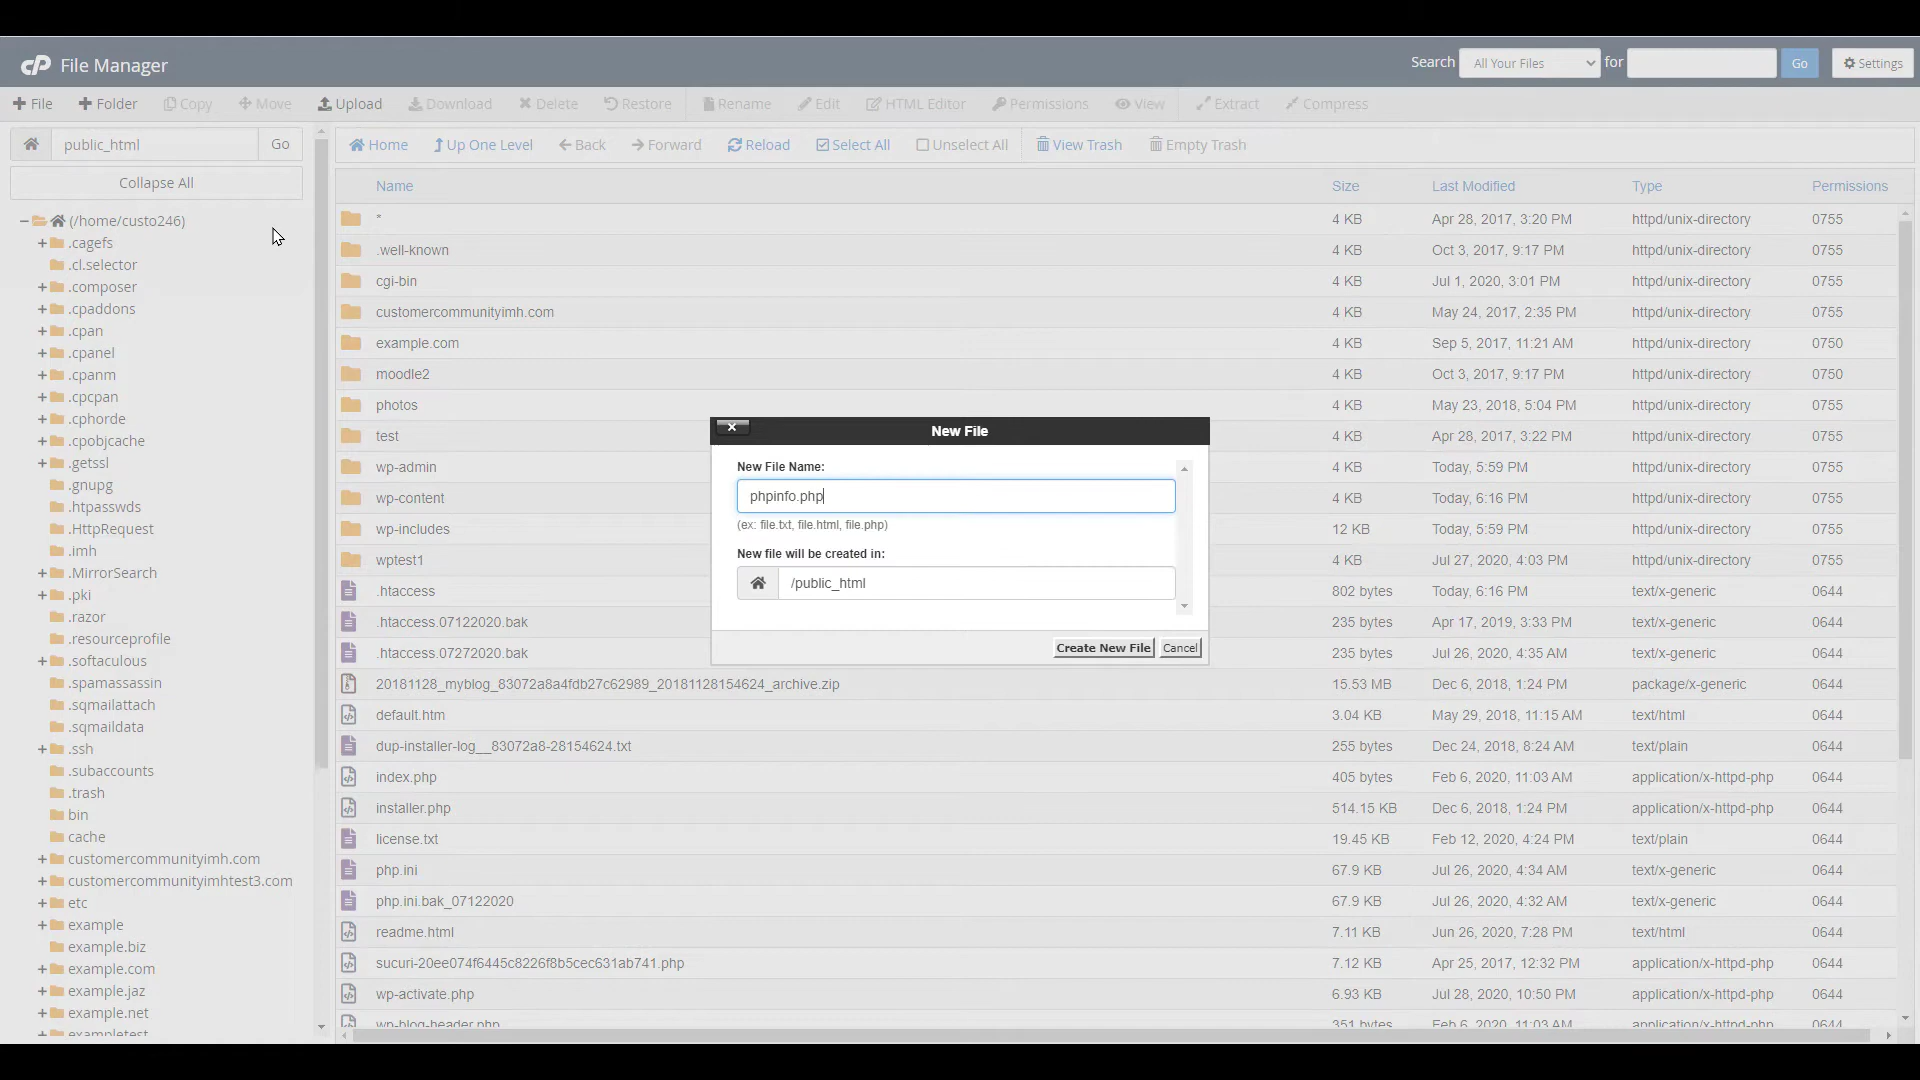 File Manager
Search All Your Files for Go Settings
File Folder Copy Move Upload Download Delete Restore Rename Edit HTML Editor Permissions View Extract Compress
public_html Go
Collapse All
(/home/custo246)
.cagefs
.cl.selector
.composer
.cpaddons
.cpan
.cpanel
.cpanm
.cpcpan
.cphorde
.cpobjcache
.getssl
.gnupg
.htpasswds
.HttpRequest
.imh
.MirrorSearch
.pki
.razor
.resourceprofile
.softaculous
.spamassassin
.sqmailattach
.sqmaildata
.ssh
.subaccounts
.trash
bin
cache
customercommunityimh.com
customercommunityimhtest3.com
etc
example
example.biz
example.com
example.jaz
example.net
exampletest
Home Up One Level Back Forward Reload Select All Unselect All View Trash Empty Trash
Name Size Last Modified Type Permissions
* 4 KB Apr 28, 2017, 3:20 PM httpd/unix-directory 0755
.well-known 4 KB Oct 3, 2017, 9:17 PM httpd/unix-directory 0755
cgi-bin 4 KB Jul 1, 2020, 3:01 PM httpd/unix-directory 0755
customercommunityimh.com 4 KB May 24, 2017, 2:35 PM httpd/unix-directory 0755
example.com 4 KB Sep 5, 2017, 11:21 AM httpd/unix-directory 0750
moodle2 4 KB Oct 3, 2017, 9:17 PM httpd/unix-directory 0750
photos 4 KB May 23, 2018, 5:04 PM httpd/unix-directory 0755
test 4 KB Apr 28, 2017, 3:22 PM httpd/unix-directory 0755
wp-admin 4 KB Today, 5:59 PM httpd/unix-directory 0755
wp-content 4 KB Today, 6:16 PM httpd/unix-directory 0755
wp-includes 12 KB Today, 5:59 PM httpd/unix-directory 0755
wptest1 4 KB Jul 27, 2020, 4:03 PM httpd/unix-directory 0755
.htaccess 802 bytes Today, 6:16 PM text/x-generic 0644
.htaccess.07122020.bak 235 bytes Apr 17, 2019, 3:33 PM text/x-generic 0644
.htaccess.07272020.bak 235 bytes Jul 26, 2020, 4:35 AM text/x-generic 0644
20181128_myblog_83072a8a4fdb27c62989_20181128154624_archive.zip 15.53 MB Dec 6, 2018, 1:24 PM package/x-generic 0644
default.htm 3.04 KB May 29, 2018, 11:15 AM text/html 0644
dup-installer-log__83072a8-28154624.txt 255 bytes Dec 24, 2018, 8:24 AM text/plain 0644
index.php 405 bytes Feb 6, 2020, 11:03 AM application/x-httpd-php 0644
installer.php 514.15 KB Dec 6, 2018, 1:24 PM application/x-httpd-php 0644
license.txt 19.45 KB Feb 12, 2020, 4:24 PM text/plain 0644
php.ini 67.9 KB Jul 26, 2020, 4:34 AM text/x-generic 0644
php.ini.bak_07122020 67.9 KB Jul 26, 2020, 4:32 AM text/x-generic 0644
readme.html 7.11 KB Jun 26, 2020, 7:28 PM text/html 0644
sucuri-20ee074f6445c8226f8b5cec631ab741.php 7.12 KB Apr 25, 2017, 12:32 PM application/x-httpd-php 0644
wp-activate.php 6.93 KB Jul 28, 2020, 10:50 PM application/x-httpd-php 0644
wp-blog-header.php 351 bytes Feb 6, 2020, 11:03 AM application/x-httpd-php 0644
New File
New File Name:
phpinfo.php
(ex: file.txt, file.html, file.php)
New file will be created in:
/public_html
Create New File Cancel